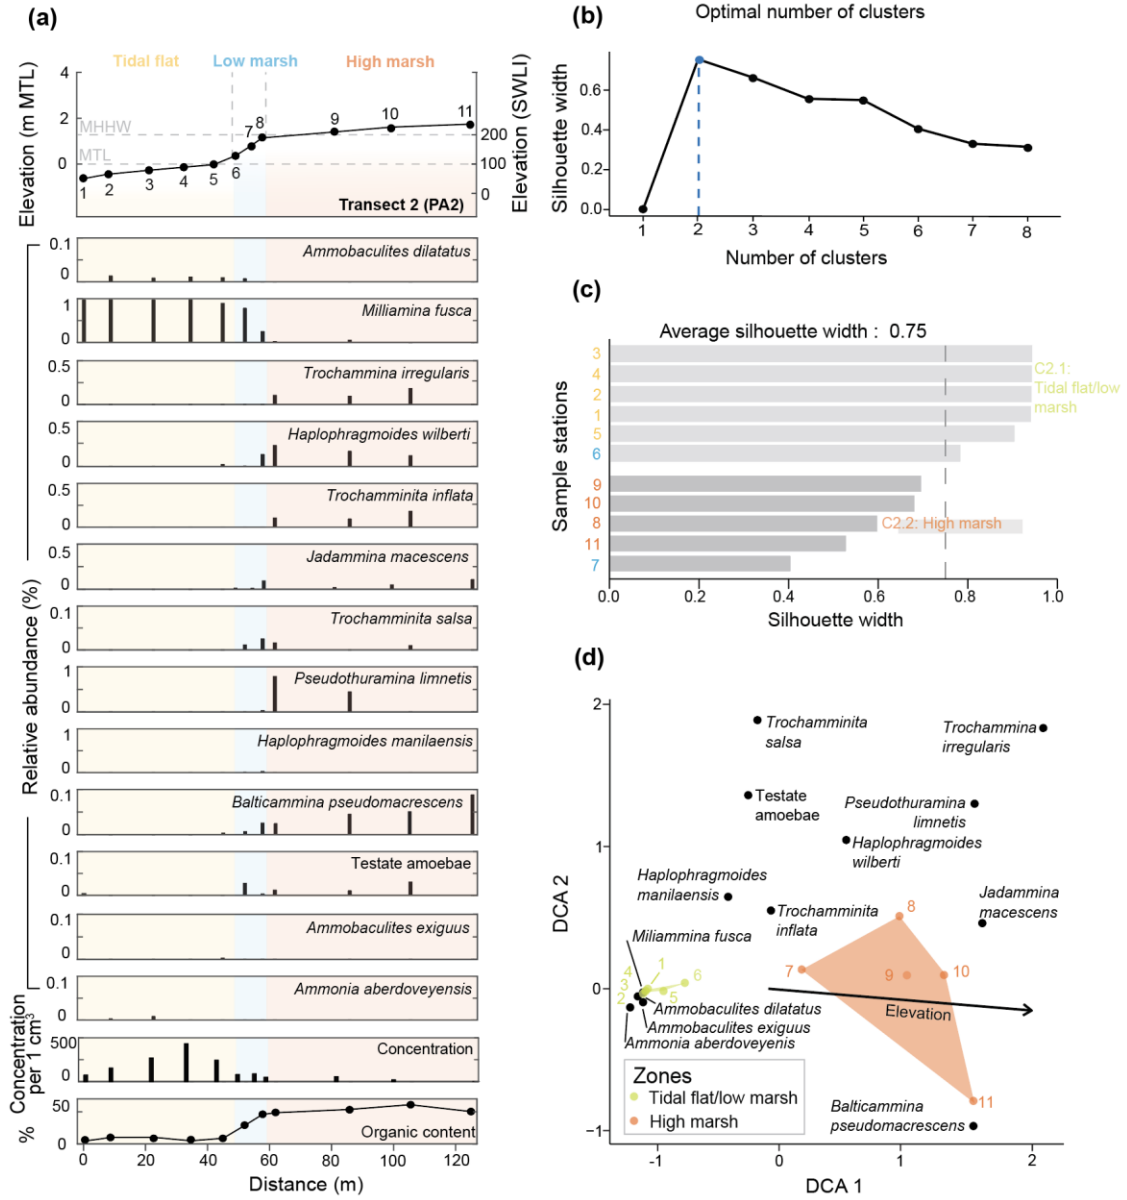 (a)
Tidal flat
Low marsh
High marsh
Elevation (m MTL)
4
2
0
MHHW
MTL
1
2
3
4
5
6
7
8
9
10
11
200
100
0
Elevation (SWLI)
Transect 2 (PA2)
Relative abundance (%)
0.1
0
Ammobaculites dilatatus
1
0
Milliamina fusca
0.5
0
Trochammina irregularis
0.5
0
Haplophragmoides wilberti
0.5
0
Trochamminita inflata
0.5
0
Jadammina macescens
0.1
0
Trochamminita salsa
1
0
Pseudothuramina limnetis
1
0
Haplophragmoides manilaensis
0.1
0
Balticammina pseudomacrescens
0.1
0
Testate amoebae
0.1
0
Ammobaculites exiguus
0.1
0
Ammonia aberdoveyensis
Concentration
per 1 cm³
500
0
Concentration
%
50
0
Organic content
0
20
40
60
80
100
120
Distance (m)
(b)
Optimal number of clusters
Silhouette width
0.6
0.4
0.2
0.0
1
2
3
4
5
6
7
8
Number of clusters
(c)
Average silhouette width : 0.75
Sample stations
3
4
2
1
5
6
9
10
8
11
7
C2.1:
Tidal flat/low
marsh
C2.2: High marsh
0.0
0.2
0.4
0.6
0.8
1.0
Silhouette width
(d)
DCA 2
2
1
0
−1
Trochamminita
salsa
Trochammina
irregularis
Testate
amoebae
Pseudothuramina
limnetis
Haplophragmoides
wilberti
Haplophragmoides
manilaensis
Trochamminita
inflata
Jadammina
macescens
Miliammina fusca
8
7
9
10
11
4
3
2
1
6
5
Elevation
Ammobaculites dilatatus
Ammobaculites exiguus
Ammonia aberdoveyenis
Zones
Tidal flat/low marsh
High marsh
Balticammina
pseudomacrescens
-1
0
1
2
DCA 1